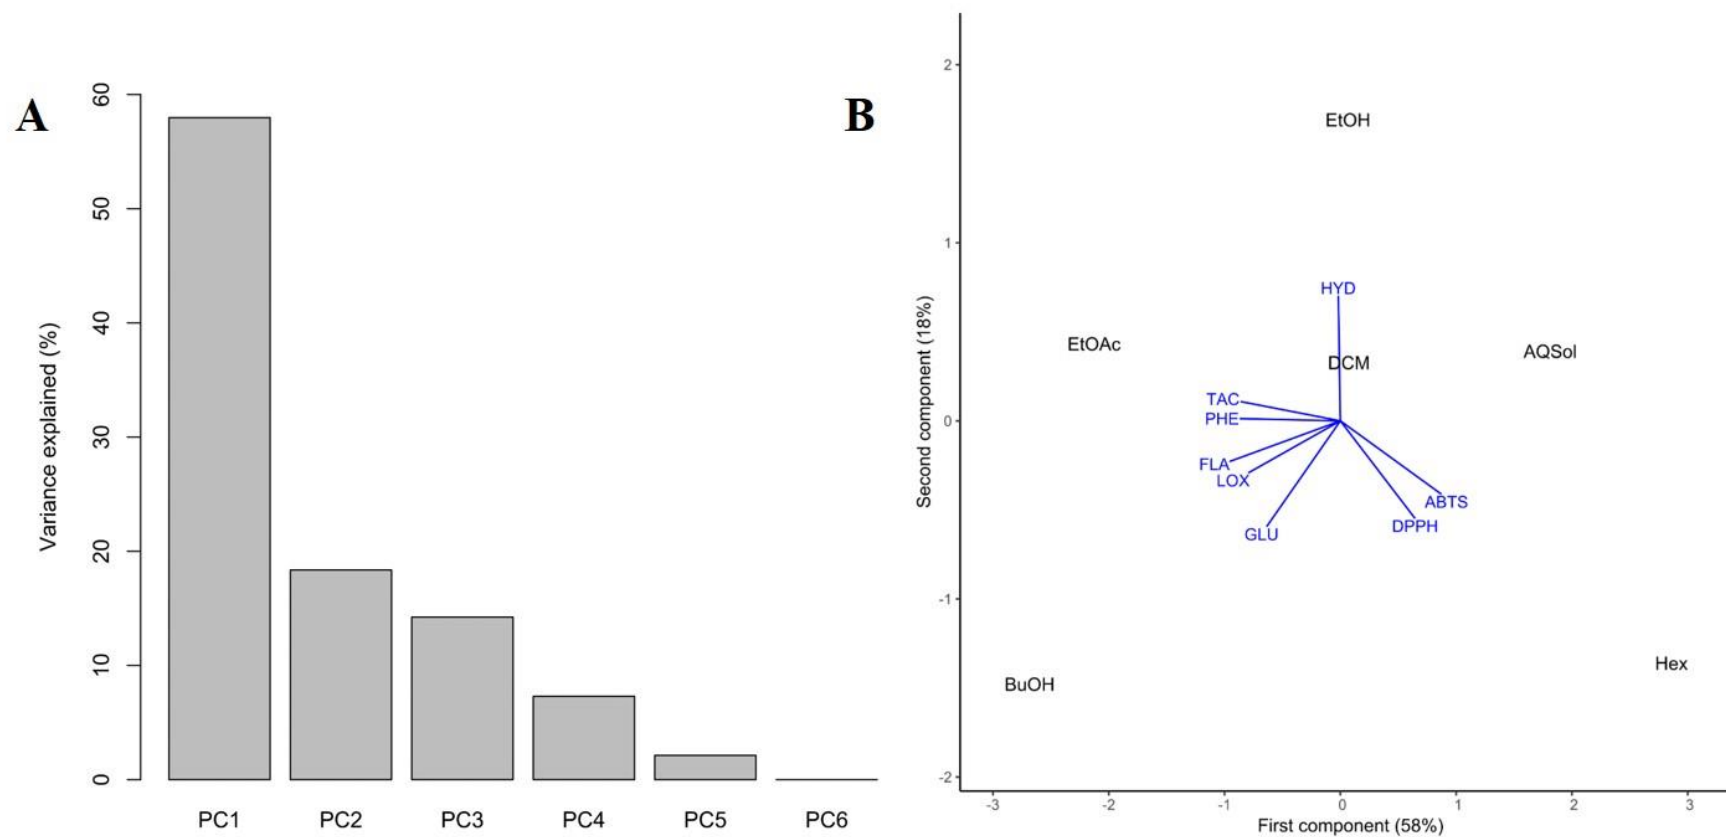 A
Variance explained (%)
60
50
40
30
20
10
0
PC1 PC2 PC3 PC4 PC5 PC6
B
Second component (18%)
2
1
0
-1
-2
EtOH
HYD
EtOAc
DCM
AQSol
TAC
PHE
FLA
LOX
GLU
ABTS
DPPH
BuOH
Hex
-3 -2 -1 0 1 2 3
First component (58%)